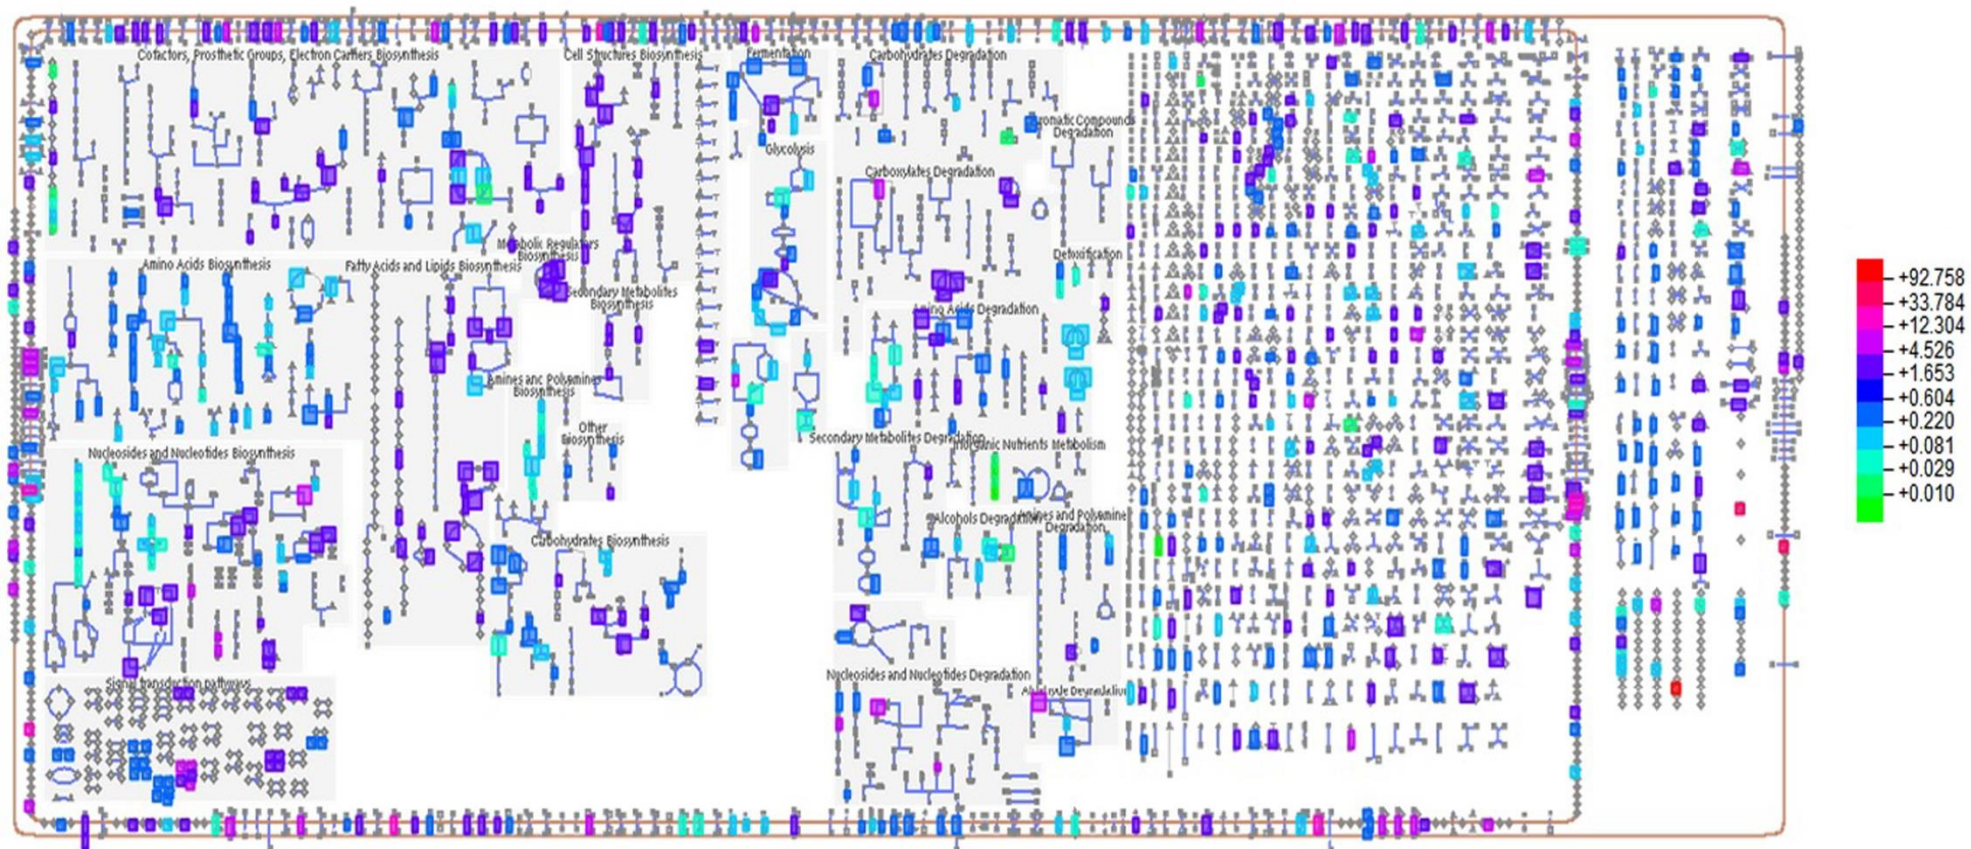 Cofactors, Prosthetic Groups, Electron Carriers Biosynthesis
Cell Structures Biosynthesis
Fermentation
Carbohydrates Degradation
Aromatic Compounds
Degradation
Glycolysis
Carboxylates Degradation
Metabolic Regulators
Biosynthesis
Detoxification
Amino Acids Biosynthesis
Fatty Acids and Lipids Biosynthesis
Secondary Metabolites
Biosynthesis
Amino Acids Degradation
Amines and Polyamines
Biosynthesis
Other
Biosynthesis
Secondary Metabolites Degradation
Inorganic Nutrients Metabolism
Nucleosides and Nucleotides Biosynthesis
Alcohols Degradation
Amines and Polyamines
Degradation
Carbohydrates Biosynthesis
Nucleosides and Nucleotides Degradation
Aldehyde Degradation
Signal transduction pathways
+92.758
+33.784
+12.304
+4.526
+1.653
+0.604
+0.220
+0.081
+0.029
+0.010